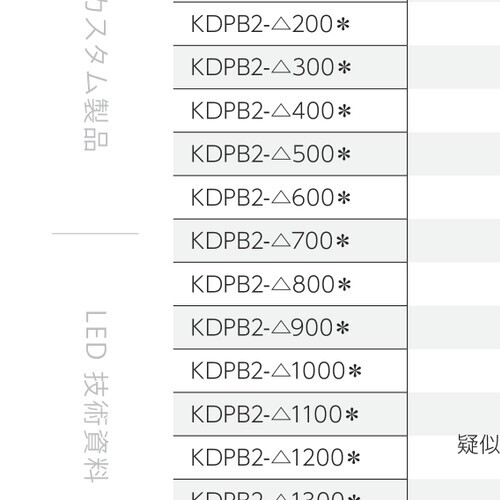 カスタム製品
LED 技術資料
KDPB2-△200＊
KDPB2-△300＊
KDPB2-△400＊
KDPB2-△500＊
KDPB2-△600＊
KDPB2-△700＊
KDPB2-△800＊
KDPB2-△900＊
KDPB2-△1000＊
KDPB2-△1100＊
KDPB2-△1200＊
KDPB2-△1300＊
疑似